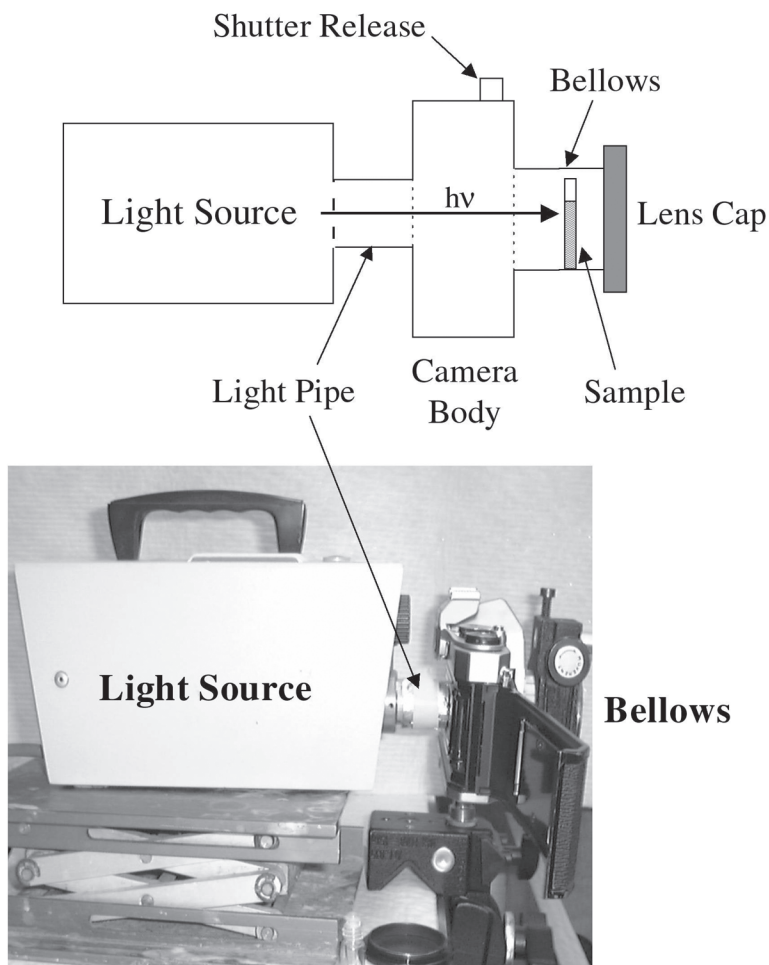 Shutter Release
Bellows
Light Source
hν
Lens Cap
Light Pipe
Camera
Body
Sample
Light Source
Bellows